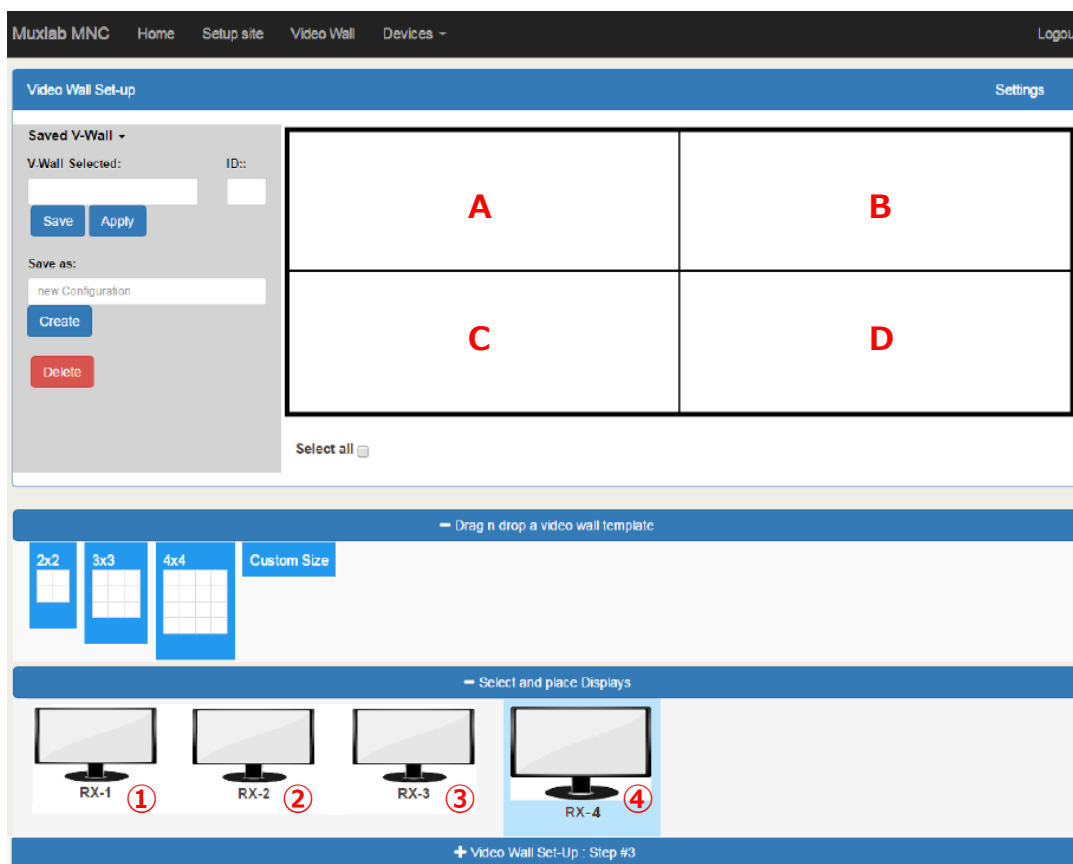 Muxlab MNC Home Setup site Video Wall Devices Logou
Video Wall Set-up Settings
Saved V-Wall
V-Wall Selected: ID::
Save Apply
Save as:
new Configuration
Create
Delete
A B
C D
Select all
Drag n drop a video wall template
2x2 3x3 4x4 Custom Size
Select and place Displays
RX-1 ① RX-2 ② RX-3 ③ RX-4 ④
Video Wall Set-Up : Step #3